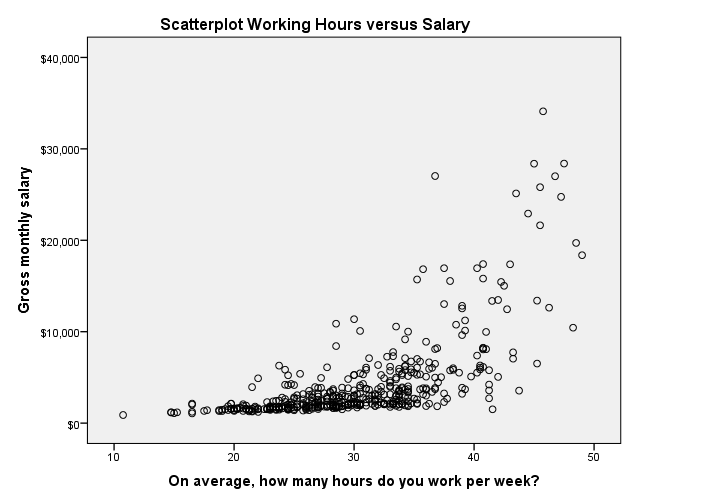 Scatterplot Working Hours versus Salary
Gross monthly salary
$40,000
$30,000
$20,000
$10,000
$0
10 20 30 40 50
On average, how many hours do you work per week?